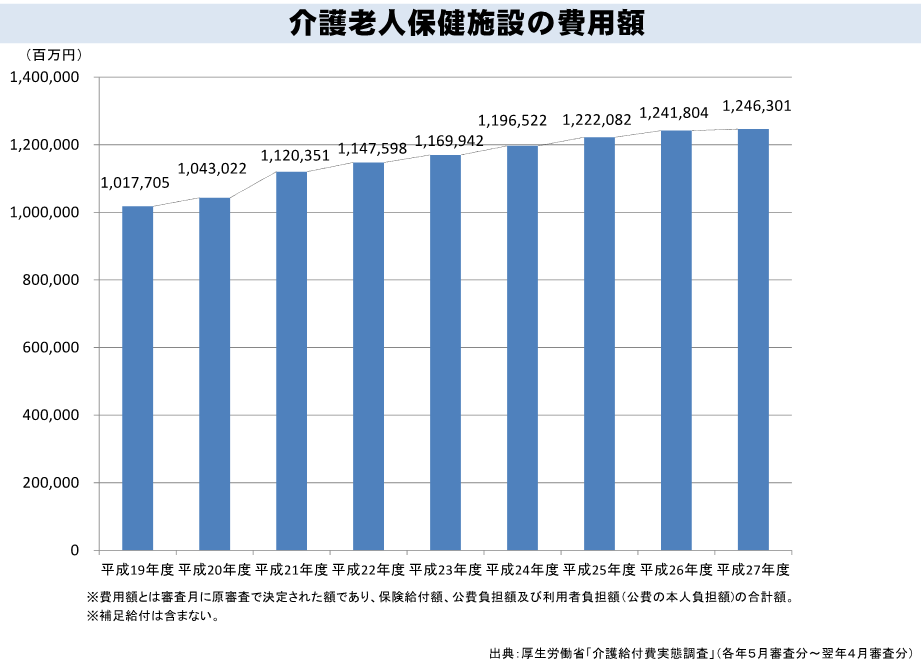 介護老人保健施設の費用額
（百万円）
1,400,000
1,200,000
1,000,000
800,000
600,000
400,000
200,000
0
1,017,705
1,043,022
1,120,351
1,147,598
1,169,942
1,196,522
1,222,082
1,241,804
1,246,301
平成19年度 平成20年度 平成21年度 平成22年度 平成23年度 平成24年度 平成25年度 平成26年度 平成27年度
※費用額とは審査月に原審査で決定された額であり、保険給付額、公費負担額及び利用者負担額（公費の本人負担額）の合計額。
※補足給付は含まない。
出典：厚生労働省「介護給付費実態調査」（各年５月審査分～翌年４月審査分）